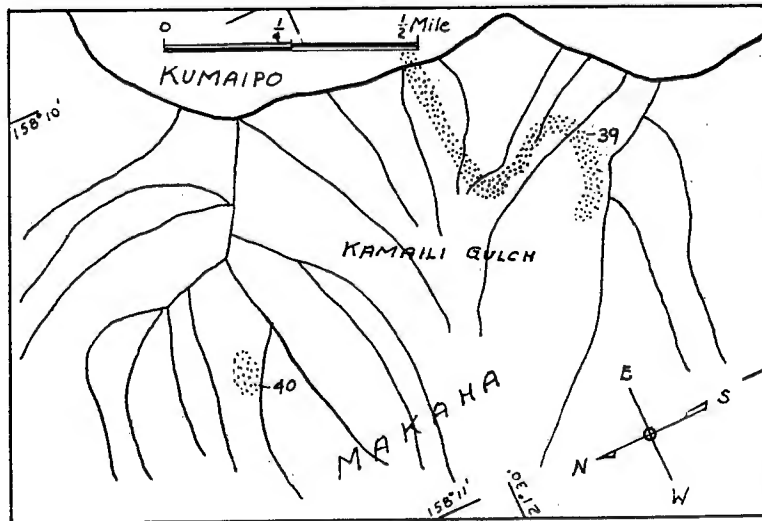 0 1/4 1/2 Mile
KUMAIPO
158° 10'
39
KAMAILI GULCH
40
MAKAHA
E
S
N
W
158° 11'
21° 30'